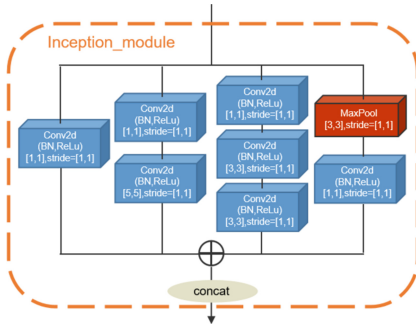 Inception_module
Conv2d
(BN,ReLu)
[1,1],stride=[1,1]
Conv2d
(BN,ReLu)
[1,1],stride=[1,1]
Conv2d
(BN,ReLu)
[5,5],stride=[1,1]
Conv2d
(BN,ReLu)
[1,1],stride=[1,1]
Conv2d
(BN,ReLu)
[3,3],stride=[1,1]
Conv2d
(BN,ReLu)
[3,3],stride=[1,1]
MaxPool
[3,3],stride=[1,1]
Conv2d
(BN,ReLu)
[1,1],stride=[1,1]
concat